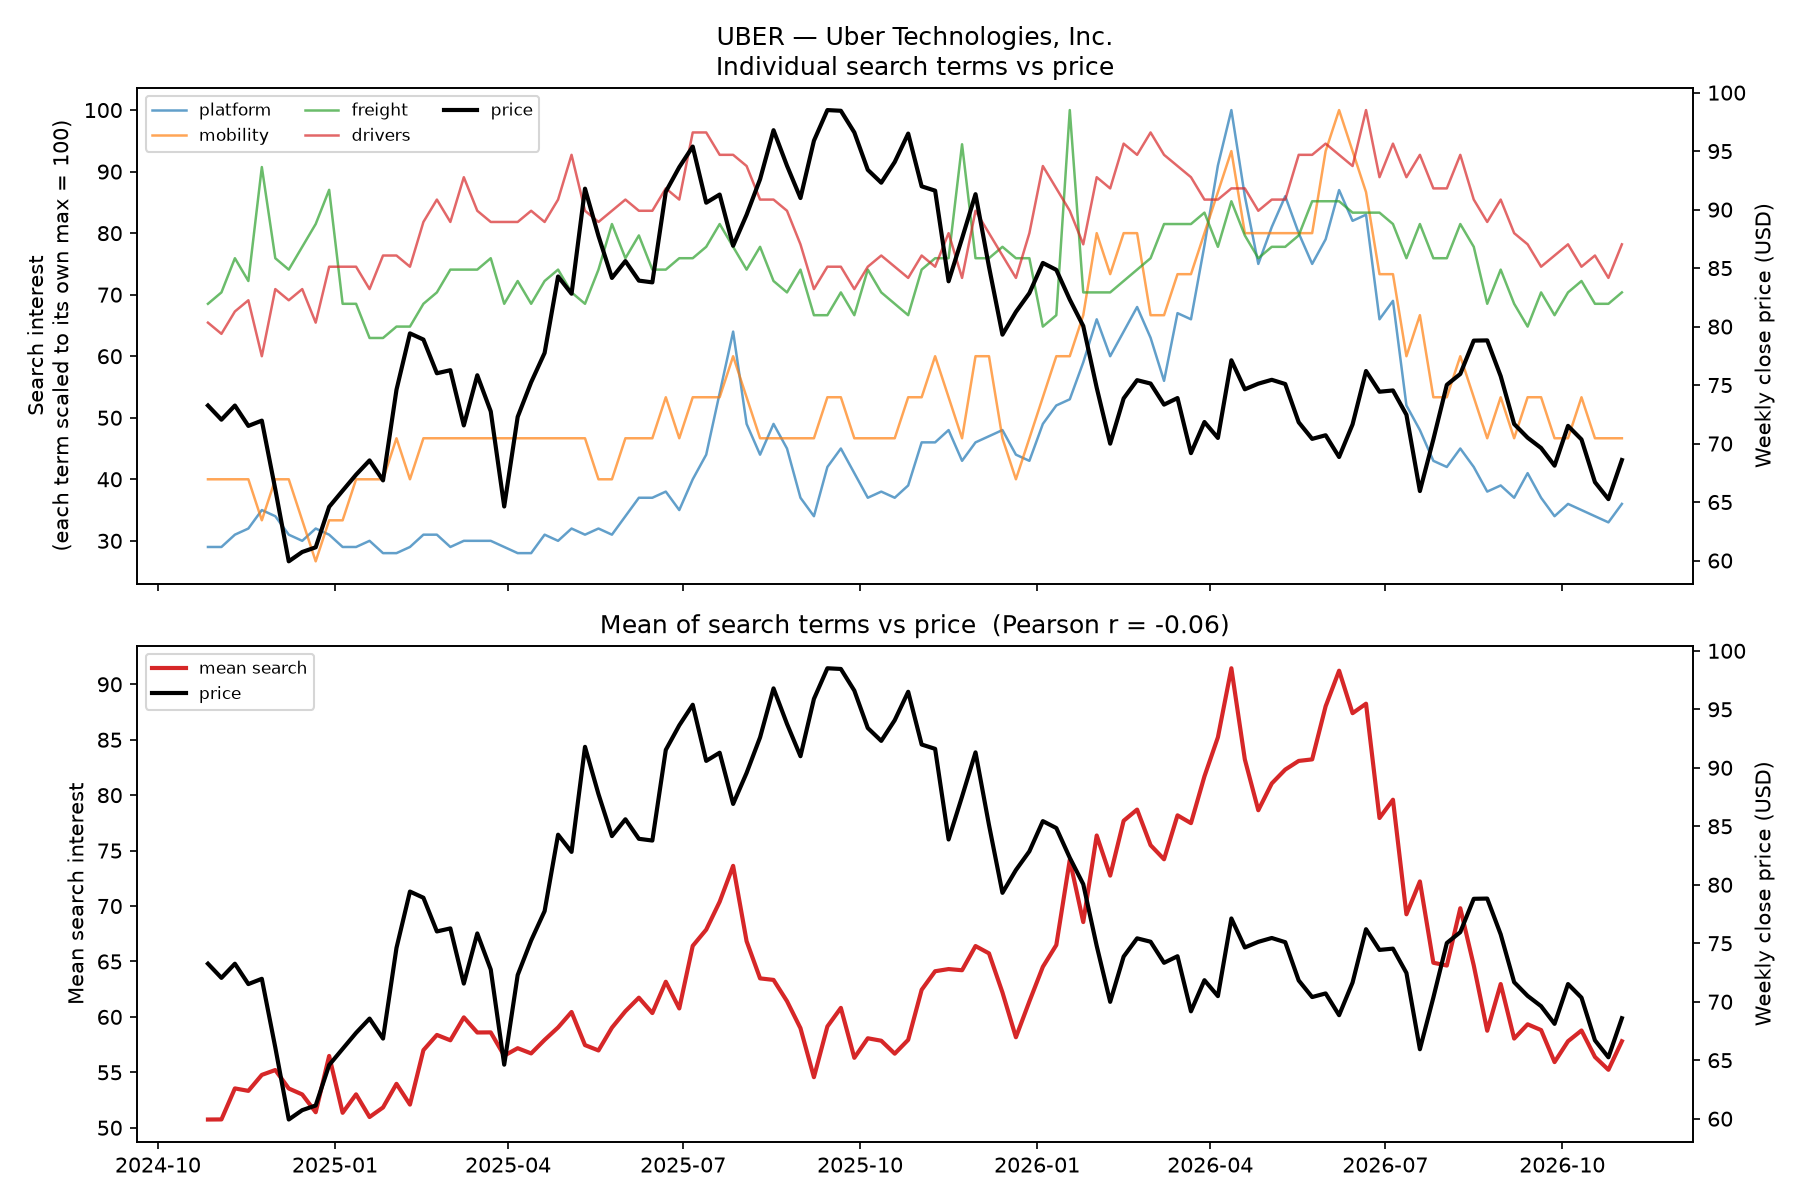 UBER — Uber Technologies, Inc.
Individual search terms vs price
platform
mobility
freight
drivers
price
Search interest
(each term scaled to its own max = 100)
100
90
80
70
60
50
40
30
100
95
90
85
80
75
70
65
60
Weekly close price (USD)
Mean of search terms vs price (Pearson r = -0.06)
mean search
price
Mean search interest
90
85
80
75
70
65
60
55
50
100
95
90
85
80
75
70
65
60
Weekly close price (USD)
2024-10 2025-01 2025-04 2025-07 2025-10 2026-01 2026-04 2026-07 2026-10